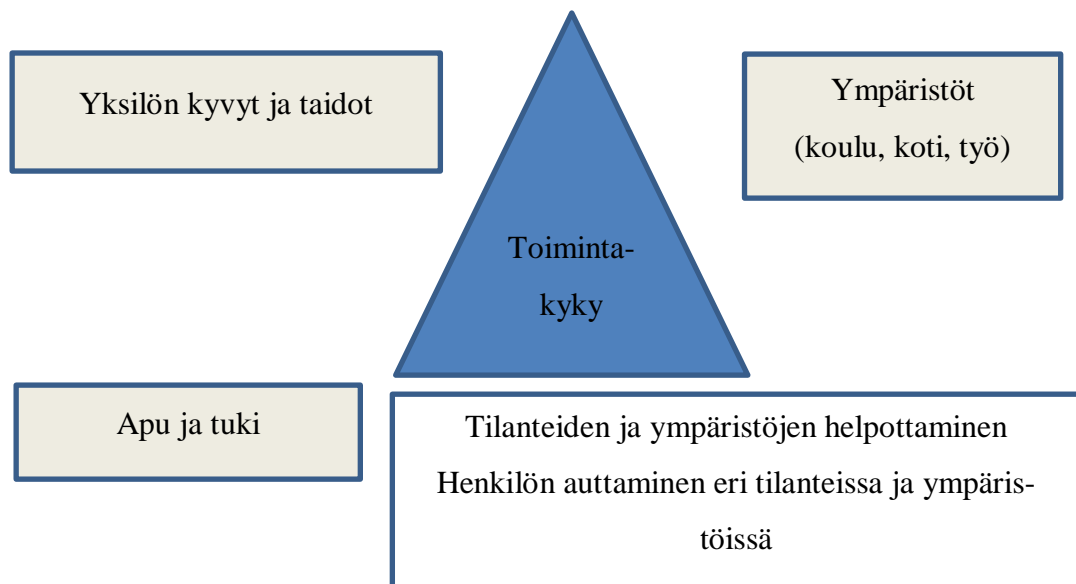 Yksilön kyvyt ja taidot
Ympäristöt
(koulu, koti, työ)
Toiminta-
kyky
Apu ja tuki
Tilanteiden ja ympäristöjen helpottaminen
Henkilön auttaminen eri tilanteissa ja ympäris-
töissä